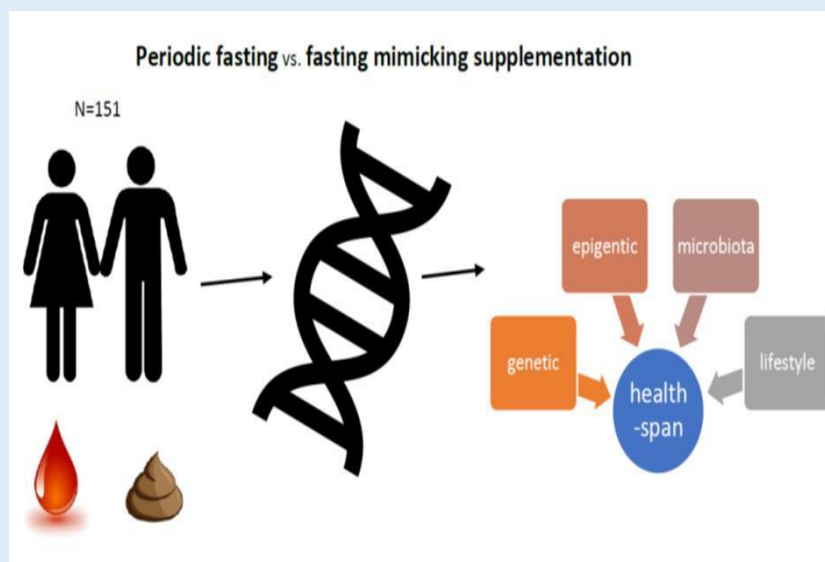 Periodic fasting vs. fasting mimicking supplementation
N=151
epigentic
microbiota
genetic
lifestyle
health
-span